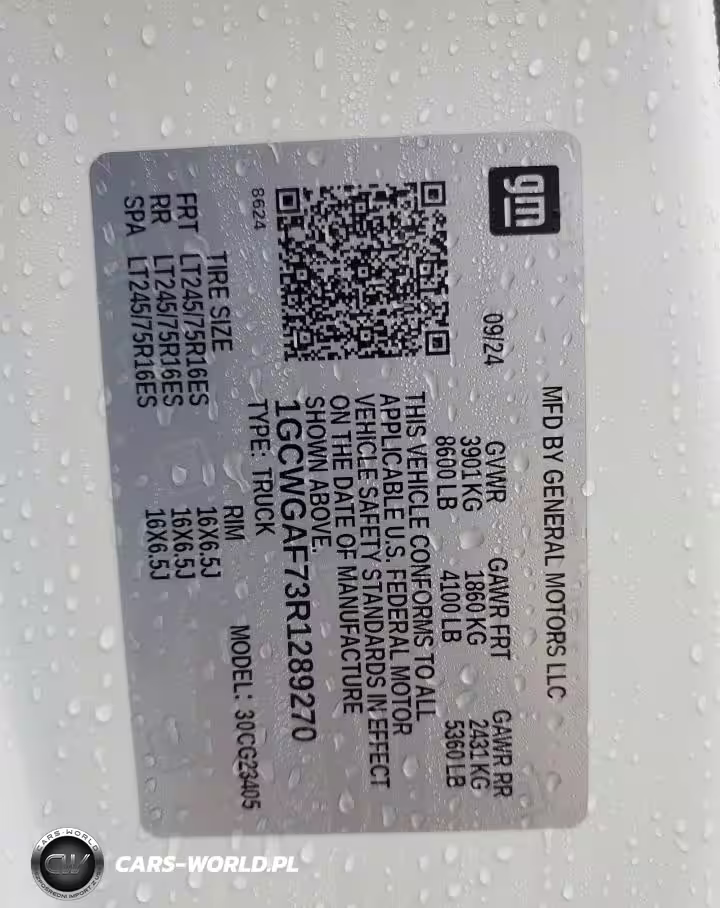 gm
MFD BY GENERAL MOTORS LLC
09/24
GVWR GAWR FRT GAWR RR
3901 KG 1860 KG 2431 KG
8600 LB 4100 LB 5360 LB
THIS VEHICLE CONFORMS TO ALL
APPLICABLE U.S. FEDERAL MOTOR
VEHICLE SAFETY STANDARDS IN EFFECT
ON THE DATE OF MANUFACTURE
SHOWN ABOVE.
1GCWGAF73R1289270
8624
TYPE: TRUCK
MODEL: 30CG23405
TIRE SIZE RIM
FRT LT245/75R16ES 16X6.5J
RR LT245/75R16ES 16X6.5J
SPA LT245/75R16ES 16X6.5J
CARS-WORLD
CW
CARS-WORLD.PL